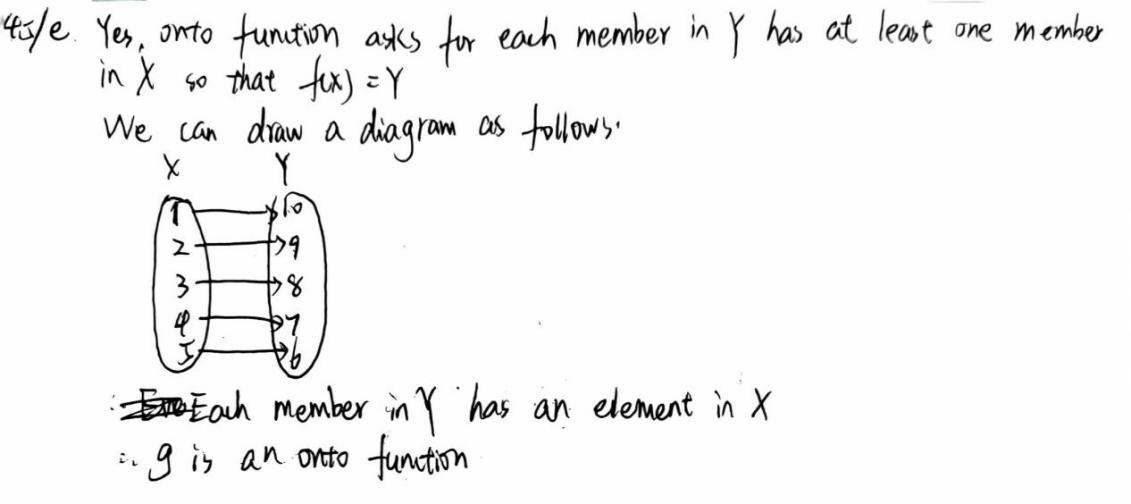 45/e. Yes, onto function asks for each member in Y has at least one member
in X so that f(x) = Y
We can draw a diagram as follows.
X Y
1 10
2 9
3 8
4 7
5 6
∵ Each member in Y has an element in X
∴ g is an onto function